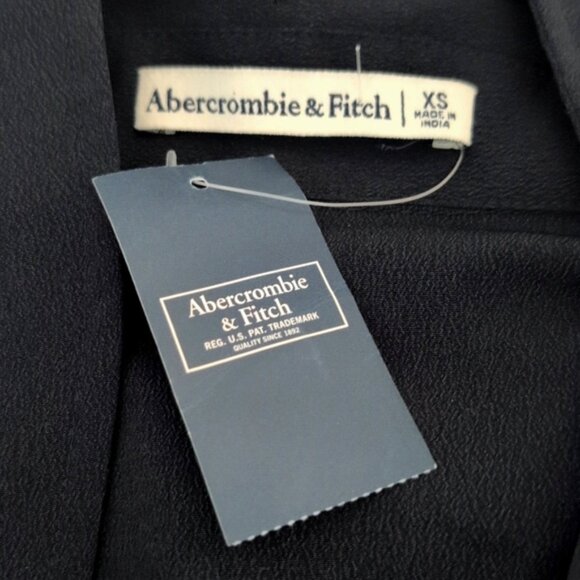 Abercrombie & Fitch | XS
MADE IN
INDIA
Abercrombie
& Fitch
REG. U.S. PAT. TRADEMARK
QUALITY SINCE 1892